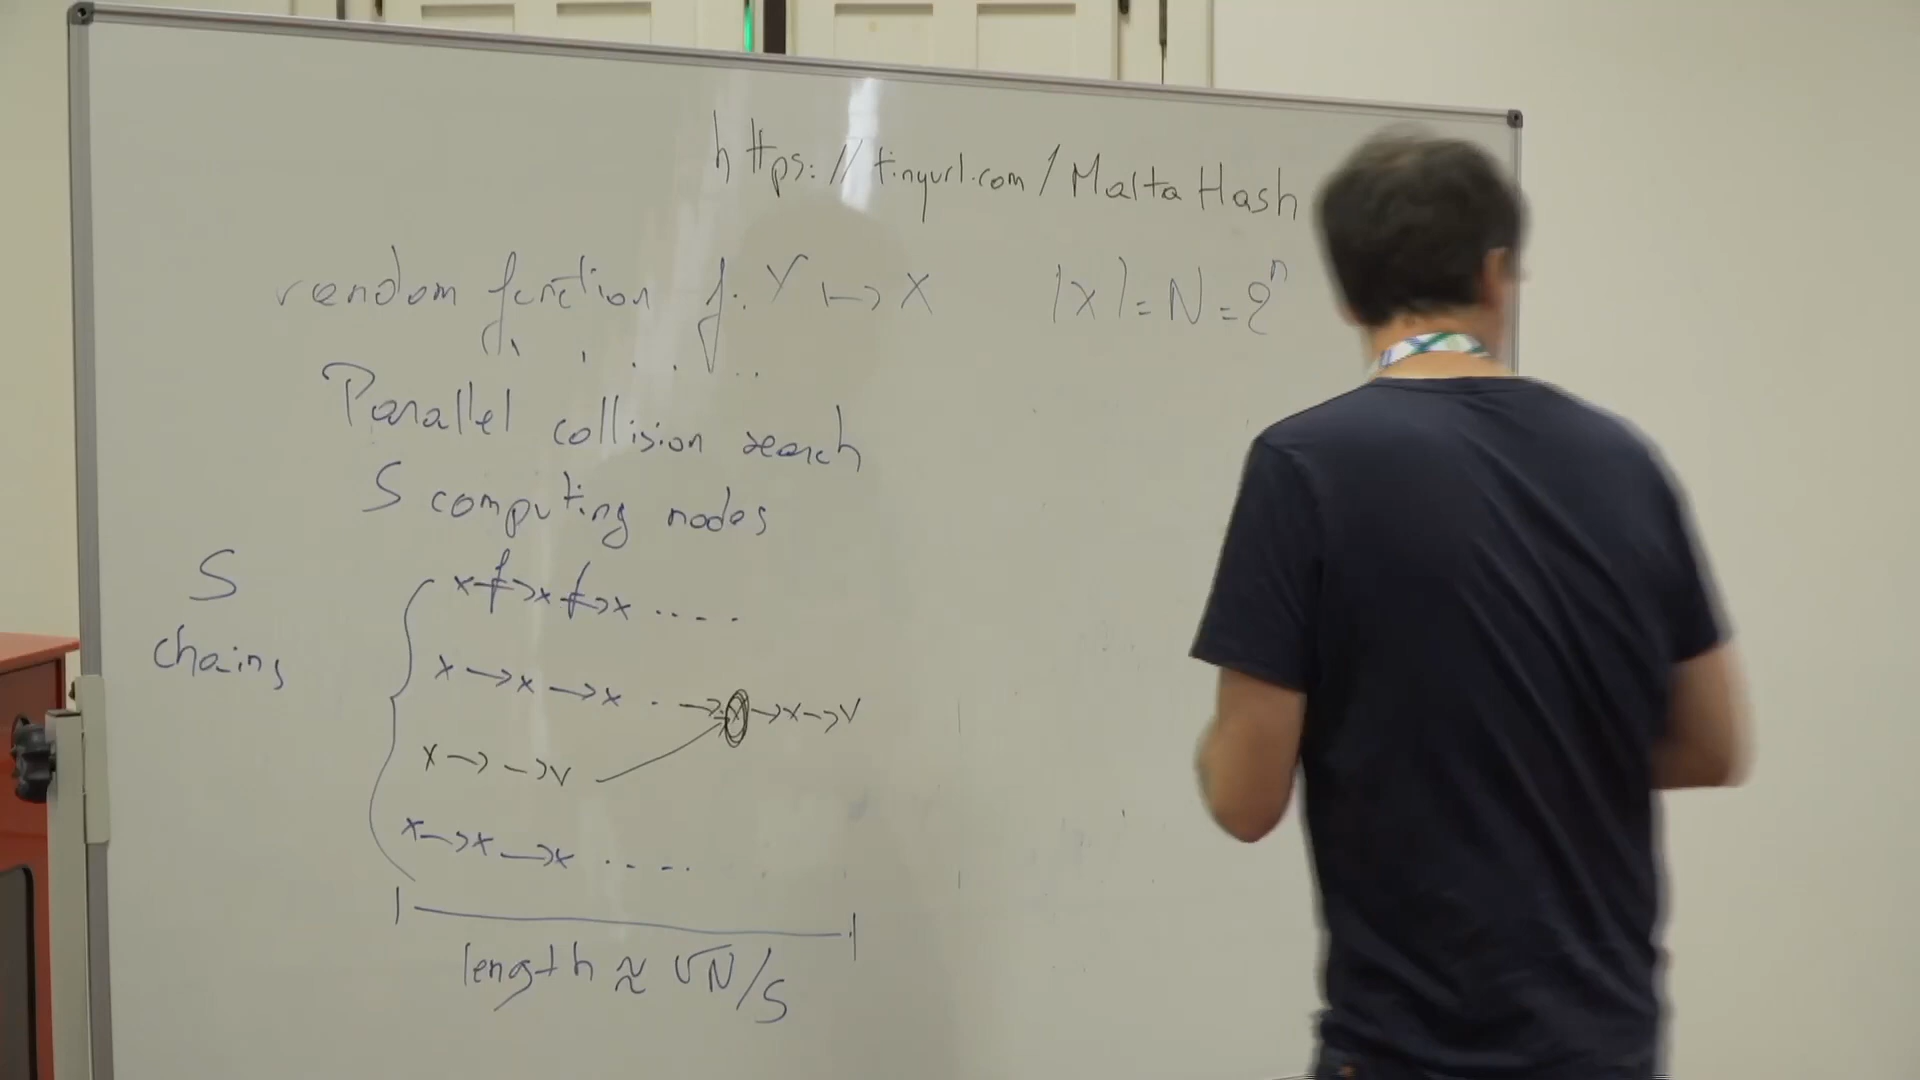 https://tinyurl.com/MaltaHash
random function f: X ↦ X |X| = N = 2^n
Parallel collision search
S computing nodes
S chains
x -f-> x -f-> x .....
x -> x -> x . -> x -> x -> x
x -> -> x
x -> x -> x .....
length ≈ √N/S